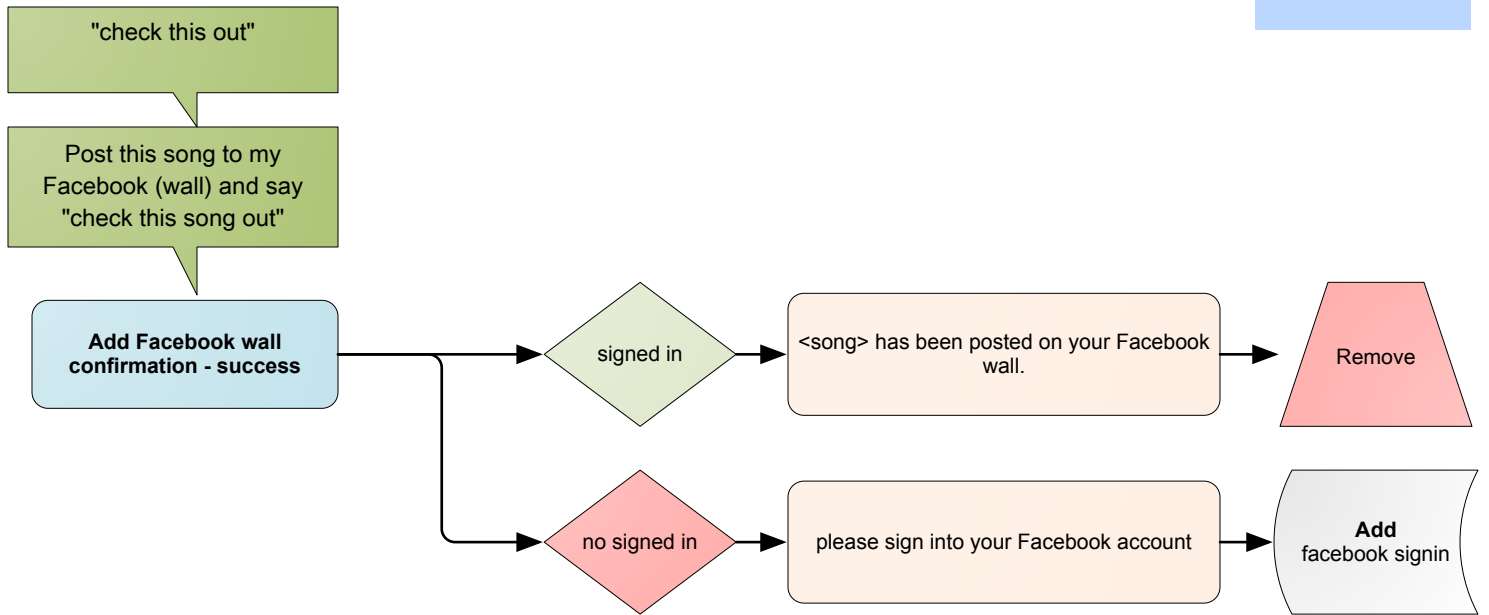 "check this out"
Post this song to my
Facebook (wall) and say
"check this song out"
Add Facebook wall
confirmation - success
signed in
<song> has been posted on your Facebook
wall.
Remove
no signed in
please sign into your Facebook account
Add
facebook signin